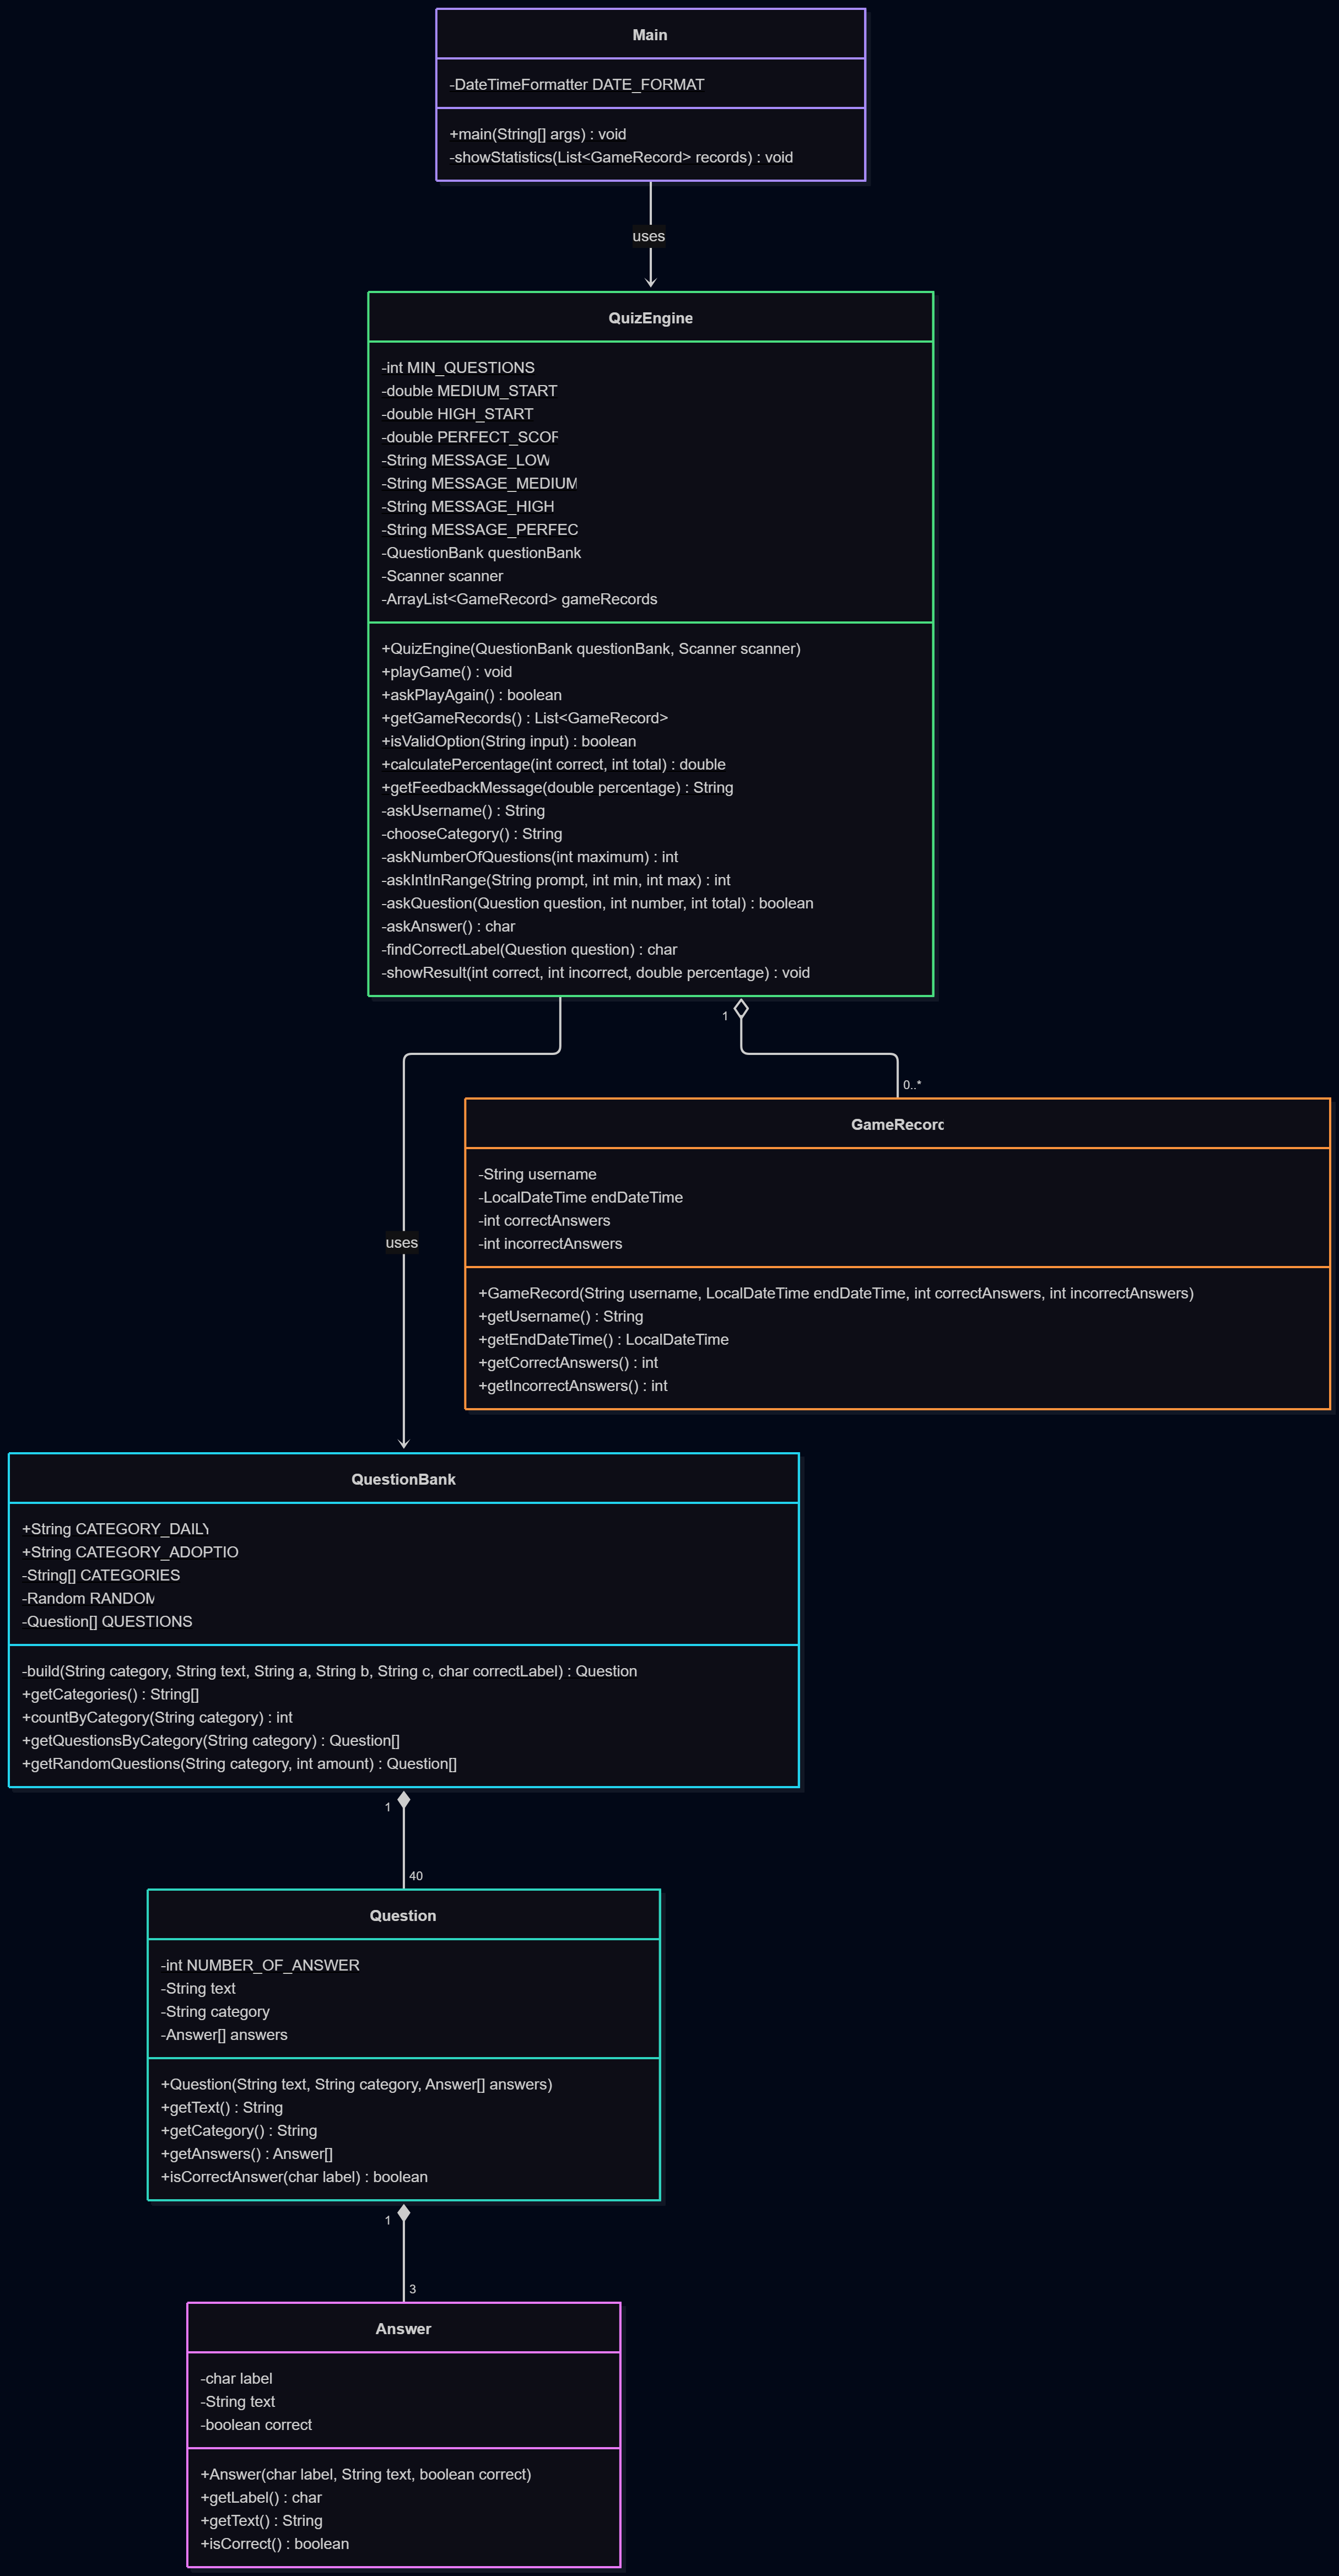 Main
-DateTimeFormatter DATE_FORMAT
+main(String[] args) : void
-showStatistics(List<GameRecord> records) : void
uses
QuizEngine
-int MIN_QUESTIONS
-double MEDIUM_START
-double HIGH_START
-double PERFECT_SCOR
-String MESSAGE_LOW
-String MESSAGE_MEDIUM
-String MESSAGE_HIGH
-String MESSAGE_PERFEC
-QuestionBank questionBank
-Scanner scanner
-ArrayList<GameRecord> gameRecords
+QuizEngine(QuestionBank questionBank, Scanner scanner)
+playGame() : void
+askPlayAgain() : boolean
+getGameRecords() : List<GameRecord>
+isValidOption(String input) : boolean
+calculatePercentage(int correct, int total) : double
+getFeedbackMessage(double percentage) : String
-askUsername() : String
-chooseCategory() : String
-askNumberOfQuestions(int maximum) : int
-askIntInRange(String prompt, int min, int max) : int
-askQuestion(Question question, int number, int total) : boolean
-askAnswer() : char
-findCorrectLabel(Question question) : char
-showResult(int correct, int incorrect, double percentage) : void
1
0..*
GameRecord
-String username
-LocalDateTime endDateTime
-int correctAnswers
-int incorrectAnswers
+GameRecord(String username, LocalDateTime endDateTime, int correctAnswers, int incorrectAnswers)
+getUsername() : String
+getEndDateTime() : LocalDateTime
+getCorrectAnswers() : int
+getIncorrectAnswers() : int
uses
QuestionBank
+String CATEGORY_DAILY
+String CATEGORY_ADOPTIO
-String[] CATEGORIES
-Random RANDOM
-Question[] QUESTIONS
-build(String category, String text, String a, String b, String c, char correctLabel) : Question
+getCategories() : String[]
+countByCategory(String category) : int
+getQuestionsByCategory(String category) : Question[]
+getRandomQuestions(String category, int amount) : Question[]
1
40
Question
-int NUMBER_OF_ANSWER
-String text
-String category
-Answer[] answers
+Question(String text, String category, Answer[] answers)
+getText() : String
+getCategory() : String
+getAnswers() : Answer[]
+isCorrectAnswer(char label) : boolean
1
3
Answer
-char label
-String text
-boolean correct
+Answer(char label, String text, boolean correct)
+getLabel() : char
+getText() : String
+isCorrect() : boolean